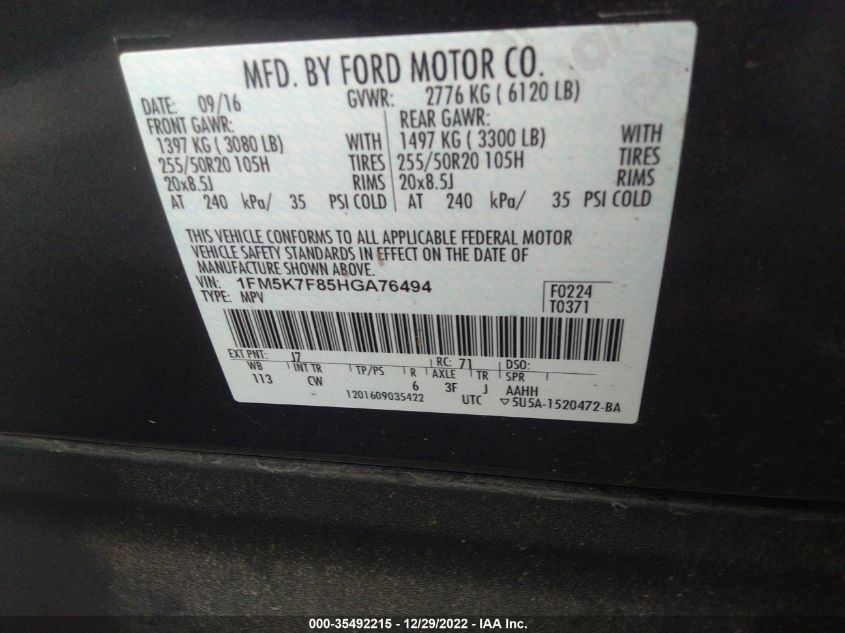 MFD. BY FORD MOTOR CO.
DATE: 09/16 GVWR: 2776 KG ( 6120 LB)
FRONT GAWR: REAR GAWR:
1397 KG ( 3080 LB) WITH 1497 KG ( 3300 LB) WITH
255/50R20 105H TIRES 255/50R20 105H TIRES
20x8.5J RIMS 20x8.5J RIMS
AT 240 kPa/ 35 PSI COLD AT 240 kPa/ 35 PSI COLD
THIS VEHICLE CONFORMS TO ALL APPLICABLE FEDERAL MOTOR
VEHICLE SAFETY STANDARDS IN EFFECT ON THE DATE OF
MANUFACTURE SHOWN ABOVE.
VIN: 1FM5K7F85HGA76494 F0224
TYPE: MPV T0371
EXT PNT: J7 RC: 71 DSO:
WB INT TR TP/PS R AXLE TR SPR
113 CW 6 3F J AAHH
1201609035422 UTC ▽5U5A-1520472-BA
000-35492215 - 12/29/2022 - IAA Inc.